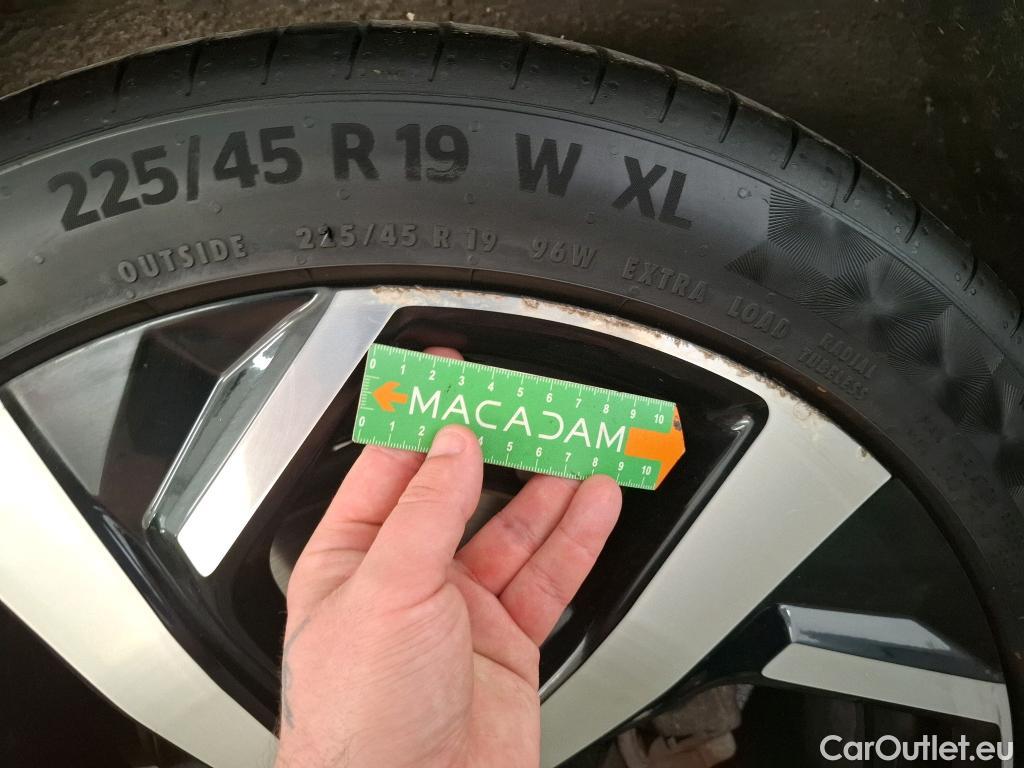 225/45 R 19 W XL
OUTSIDE 225/45 R 19 96W EXTRA LOAD RADIAL
TUBELESS
0 1 2 3 4 5 6 7 8 9 10
MACADAM
0 1 2 4 5 6 7 8 9 10
CarOutlet.eu